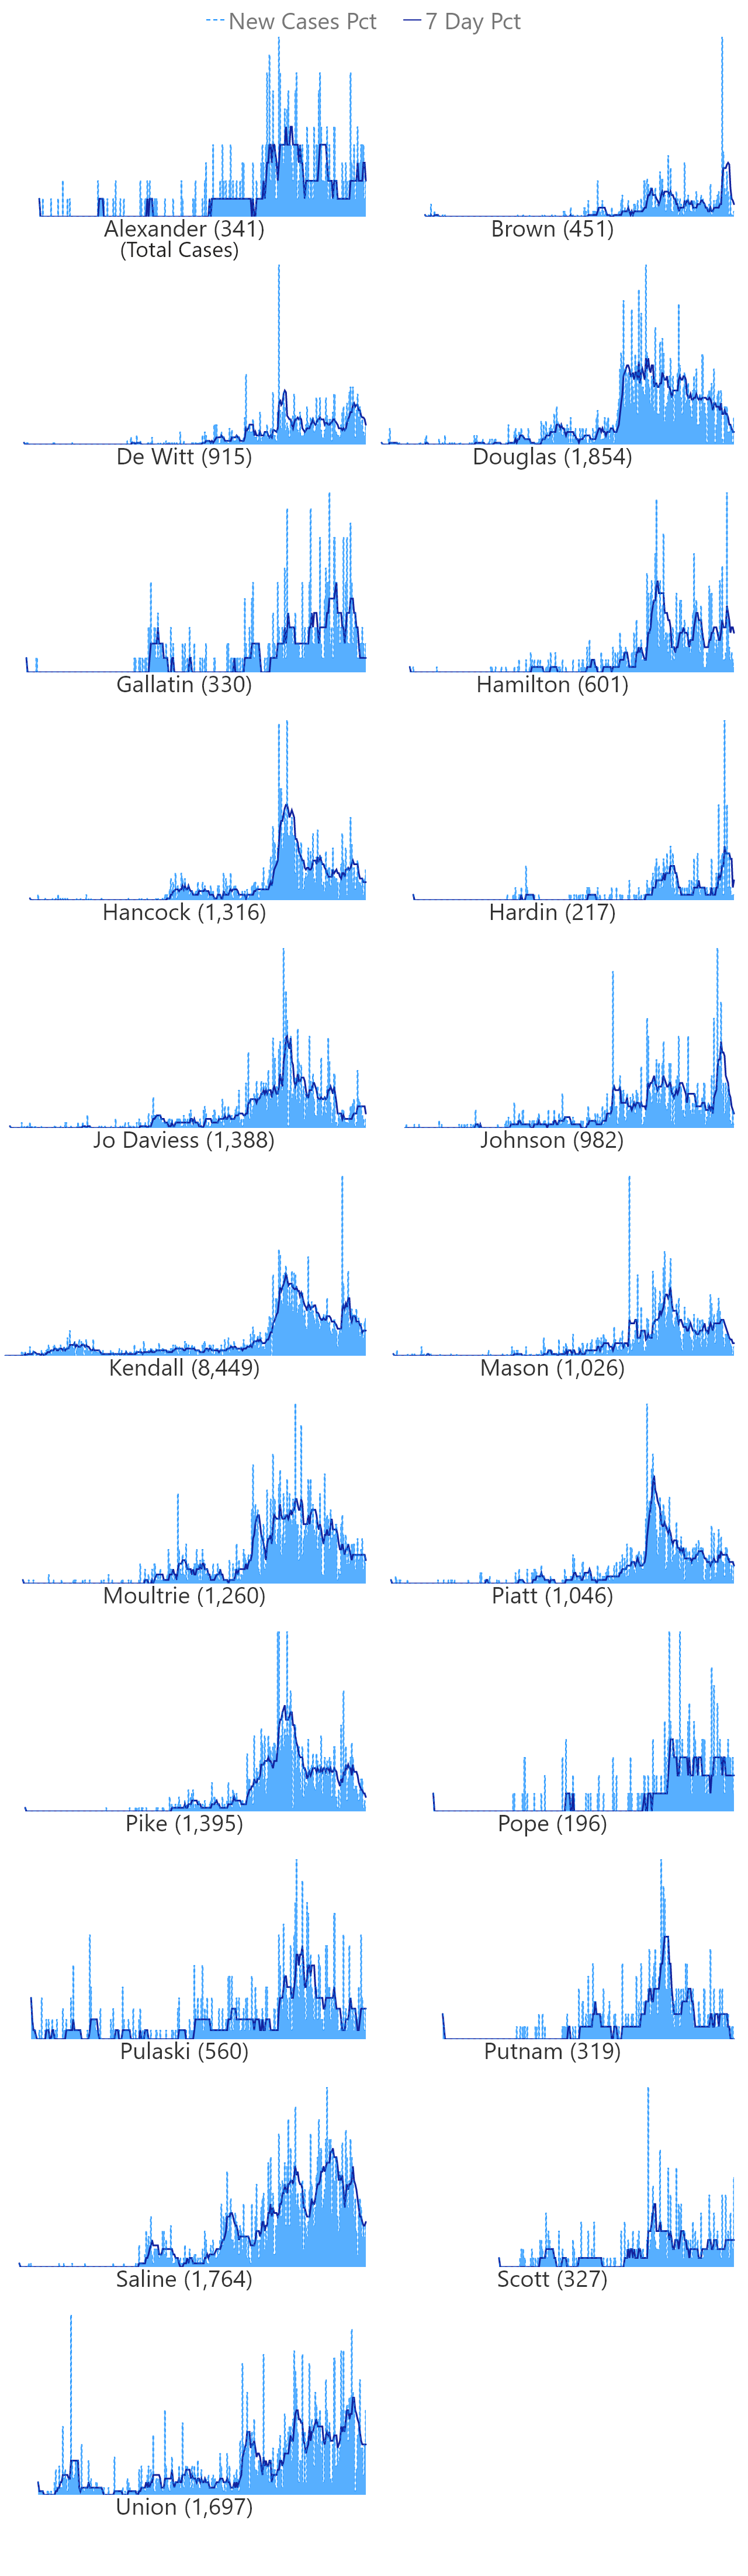 New Cases Pct 7 Day Pct
Alexander (341) Brown (451)
(Total Cases)
De Witt (915) Douglas (1,854)
Gallatin (330) Hamilton (601)
Hancock (1,316) Hardin (217)
Jo Daviess (1,388) Johnson (982)
Kendall (8,449) Mason (1,026)
Moultrie (1,260) Piatt (1,046)
Pike (1,395) Pope (196)
Pulaski (560) Putnam (319)
Saline (1,764) Scott (327)
Union (1,697)